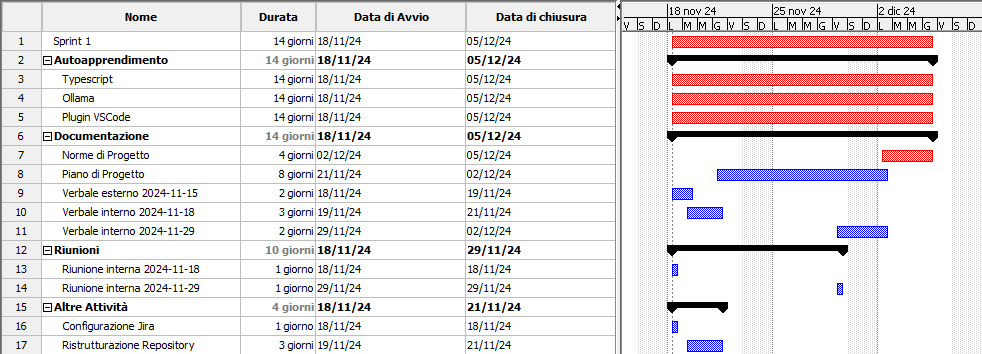 Nome Durata Data di Avvio Data di chiusura 18 nov 24 25 nov 24 2 dic 24
V S D L M M G V S D L M M G V S D L M M G V S D
1 Sprint 1 14 giorni 18/11/24 05/12/24
2 Autoapprendimento 14 giorni 18/11/24 05/12/24
3 Typescript 14 giorni 18/11/24 05/12/24
4 Ollama 14 giorni 18/11/24 05/12/24
5 Plugin VSCode 14 giorni 18/11/24 05/12/24
6 Documentazione 14 giorni 18/11/24 05/12/24
7 Norme di Progetto 4 giorni 02/12/24 05/12/24
8 Piano di Progetto 8 giorni 21/11/24 02/12/24
9 Verbale esterno 2024-11-15 2 giorni 18/11/24 19/11/24
10 Verbale interno 2024-11-18 3 giorni 19/11/24 21/11/24
11 Verbale interno 2024-11-29 2 giorni 29/11/24 02/12/24
12 Riunioni 10 giorni 18/11/24 29/11/24
13 Riunione interna 2024-11-18 1 giorno 18/11/24 18/11/24
14 Riunione interna 2024-11-29 1 giorno 29/11/24 29/11/24
15 Altre Attività 4 giorni 18/11/24 21/11/24
16 Configurazione Jira 1 giorno 18/11/24 18/11/24
17 Ristrutturazione Repository 3 giorni 19/11/24 21/11/24